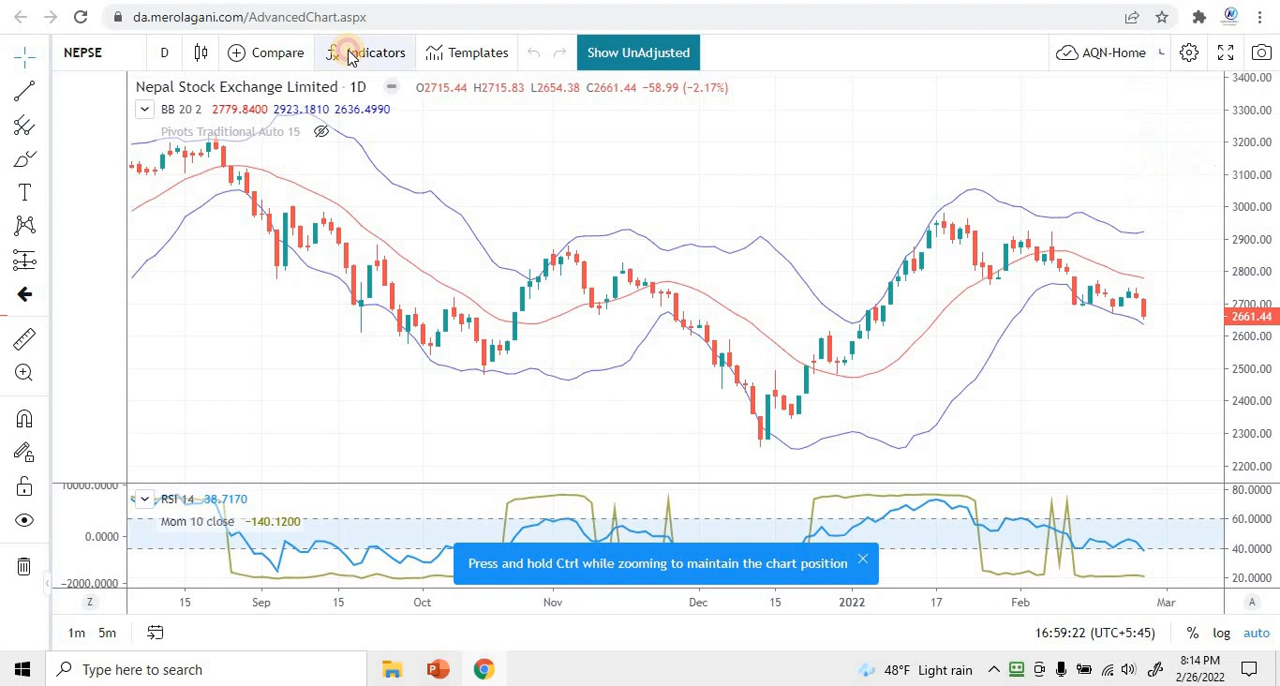 da.merolagani.com/AdvancedChart.aspx
NEPSE D Compare Indicators Templates Show UnAdjusted AQN-Home
Nepal Stock Exchange Limited · 1D O2715.44 H2715.83 L2654.38 C2661.44 −58.99 (−2.17%)
BB 20 2 2779.8400 2923.1810 2636.4990
Pivots Traditional Auto 15
3400.00
3300.00
3200.00
3100.00
3000.00
2900.00
2800.00
2700.00
2661.44
2600.00
2500.00
2400.00
2300.00
2200.00
10000.0000
0.0000
−2000.0000
RSI 14 38.7170
Mom 10 close −140.1200
80.0000
60.0000
40.0000
20.0000
Press and hold Ctrl while zooming to maintain the chart position
Z 15 Sep 15 Oct Nov Dec 15 2022 17 Feb Mar A
1m 5m 16:59:22 (UTC+5:45) % log auto
Type here to search 48°F Light rain 8:14 PM
2/26/2022